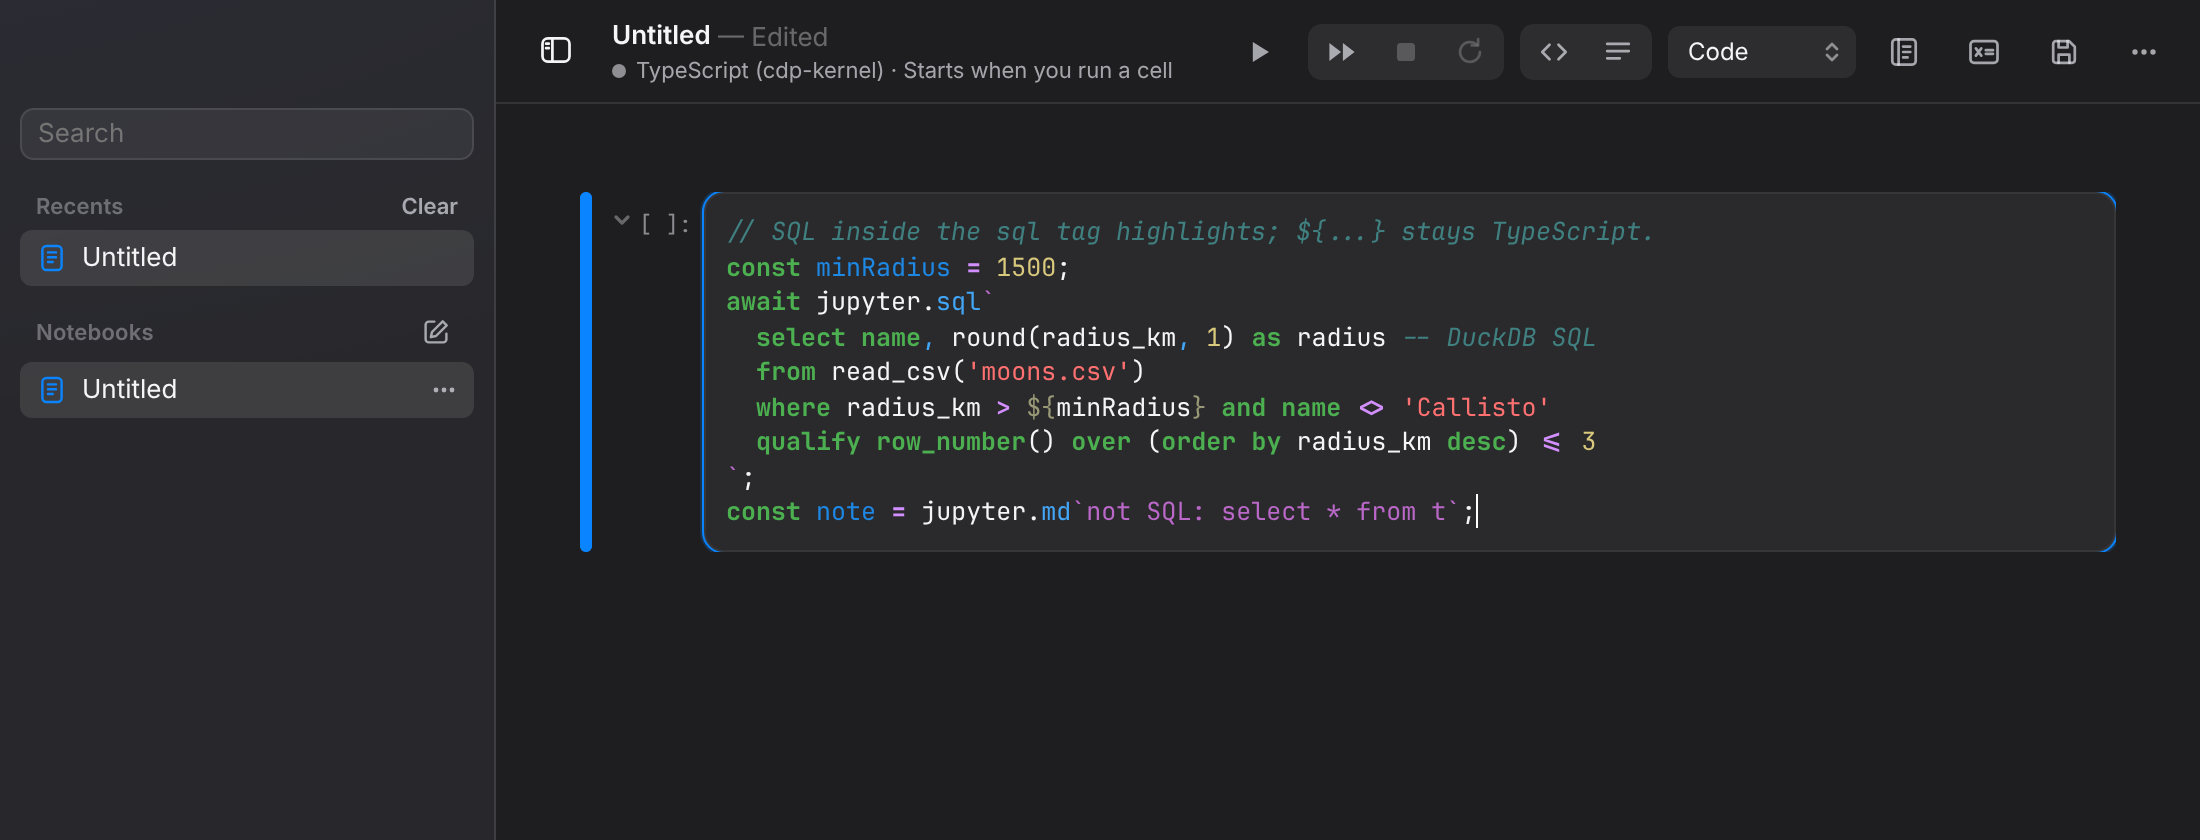 Untitled — Edited
TypeScript (cdp-kernel) · Starts when you run a cell
Code
Search
Recents
Clear
Untitled
Notebooks
Untitled
[ ]:
// SQL inside the sql tag highlights; ${...} stays TypeScript.
const minRadius = 1500;
await jupyter.sql`
  select name, round(radius_km, 1) as radius -- DuckDB SQL
  from read_csv('moons.csv')
  where radius_km > ${minRadius} and name <> 'Callisto'
  qualify row_number() over (order by radius_km desc) <= 3
`;
const note = jupyter.md`not SQL: select * from t`;